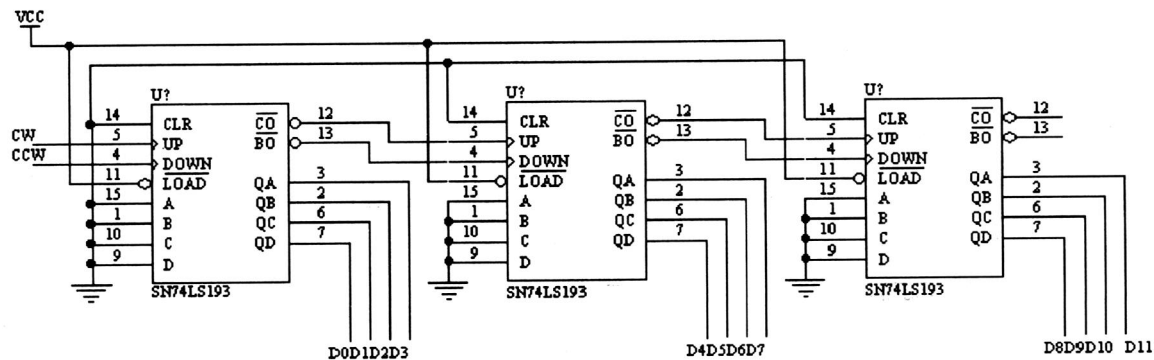 VCC
CW
CCW
U?
14 CLR CO 12
5 UP BO 13
4 DOWN
11 LOAD QA 3
15 A QB 2
1 B QC 6
10 C QD 7
9 D
SN74LS193
D0D1D2D3
U?
14 CLR CO 12
5 UP BO 13
4 DOWN
11 LOAD QA 3
15 A QB 2
1 B QC 6
10 C QD 7
9 D
SN74LS193
D4D5D6D7
U?
14 CLR CO 12
5 UP BO 13
4 DOWN
11 LOAD QA 3
15 A QB 2
1 B QC 6
10 C QD 7
9 D
SN74LS193
D8D9D10 D11